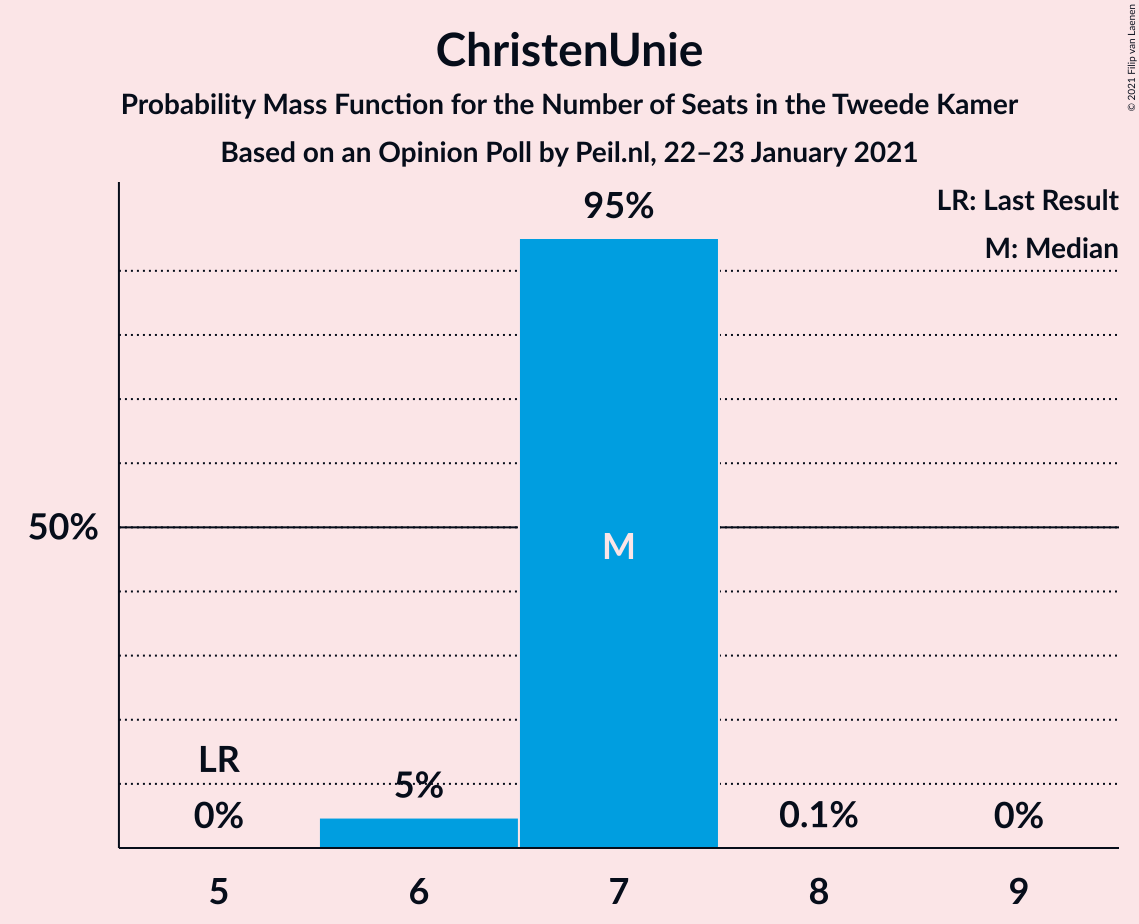 ChristenUnie
Probability Mass Function for the Number of Seats in the Tweede Kamer
Based on an Opinion Poll by Peil.nl, 22–23 January 2021
© 2021 Filip van Laenen
LR: Last Result
M: Median
95%
50%
M
LR
0%
5%
0.1%
0%
5
6
7
8
9